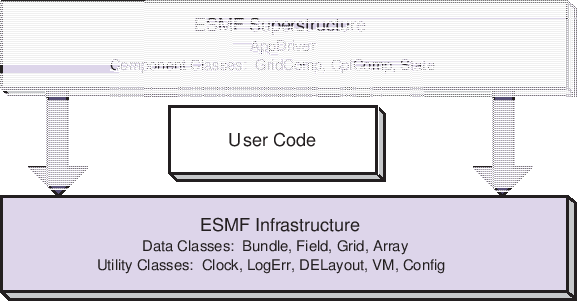 ESMF Superstructure
AppDriver
Component Classes: GridComp, CplComp, State
User Code
ESMF Infrastructure
Data Classes: Bundle, Field, Grid, Array
Utility Classes: Clock, LogErr, DELayout, VM, Config